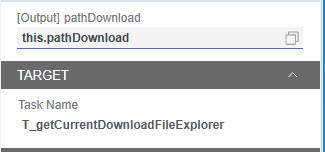 [Output] pathDownload
this.pathDownload
TARGET
Task Name
T_getCurrentDownloadFileExplorer